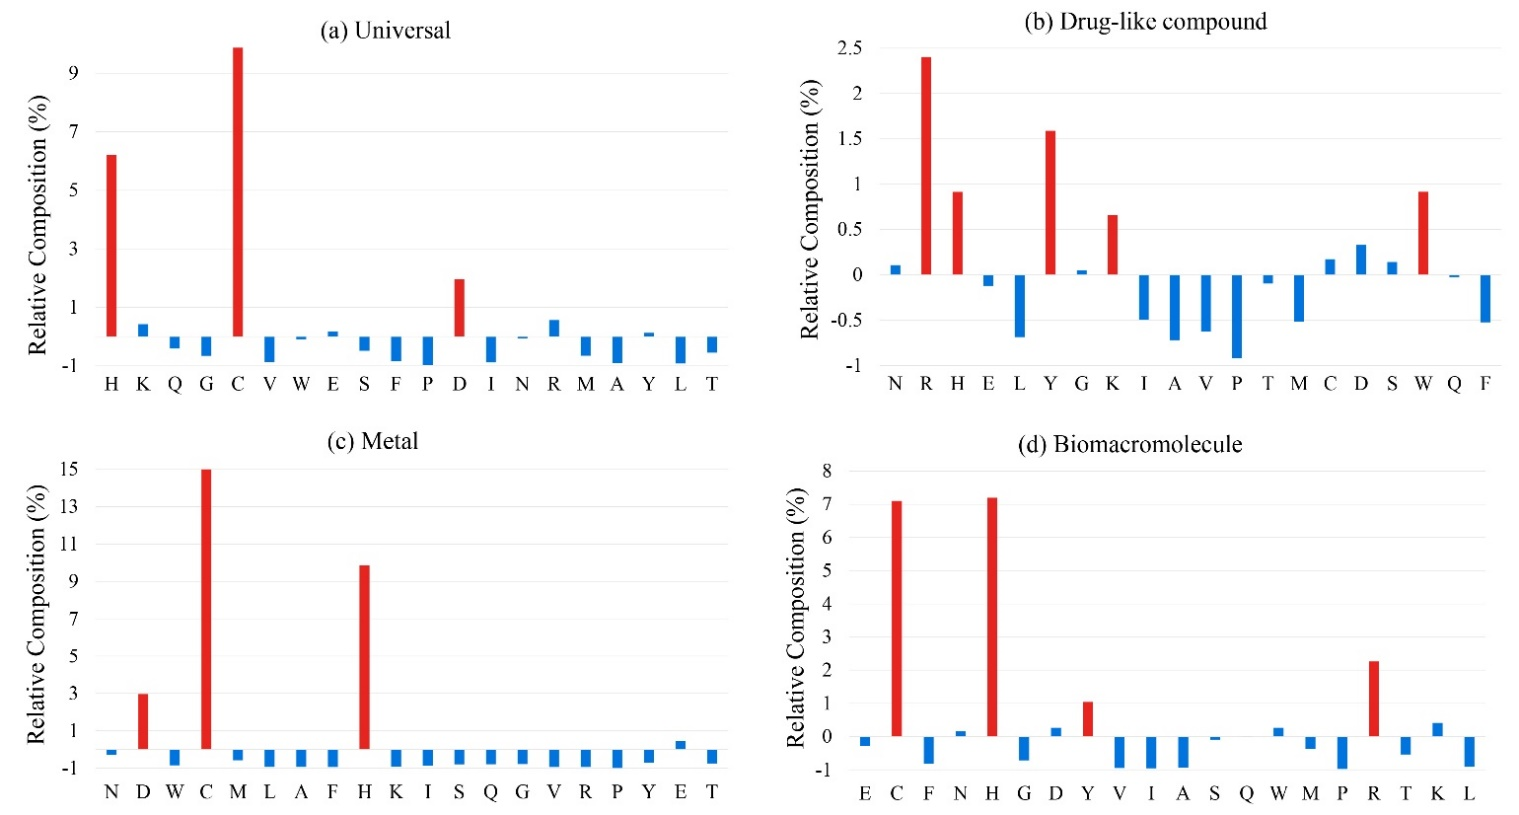 (a) Universal
Relative Composition (%)
9
7
5
3
1
-1
H K Q G C V W E S F P D I N R M A Y L T
(b) Drug-like compound
Relative Composition (%)
2.5
2
1.5
1
0.5
0
-0.5
-1
N R H E L Y G K I A V P T M C D S W Q F
(c) Metal
Relative Composition (%)
15
13
11
9
7
5
3
1
-1
N D W C M L A F H K I S Q G V R P Y E T
(d) Biomacromolecule
Relative Composition (%)
8
7
6
5
4
3
2
1
0
-1
E C F N H G D Y V I A S Q W M P R T K L